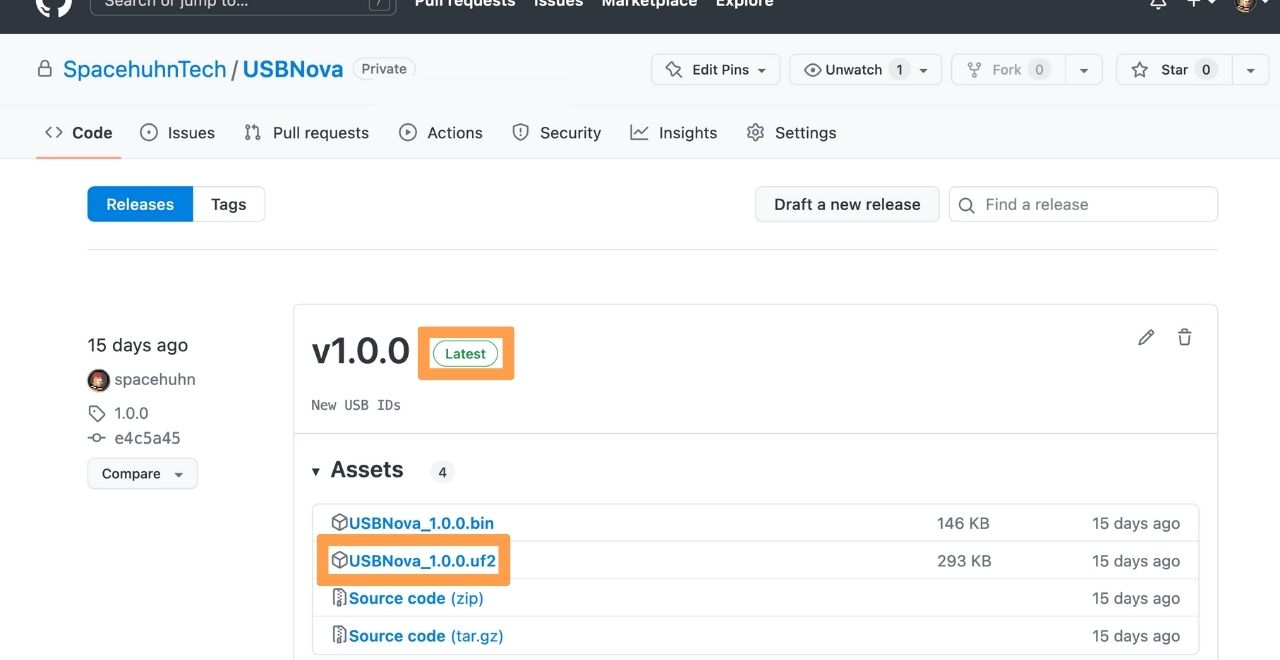 Search or jump to... / Pull requests Issues Marketplace Explore
SpacehuhnTech / USBNova Private Edit Pins Unwatch 1 Fork 0 Star 0
Code Issues Pull requests Actions Security Insights Settings
Releases Tags Draft a new release Find a release
v1.0.0 Latest
15 days ago
spacehuhn
1.0.0
e4c5a45
Compare
New USB IDs
Assets 4
USBNova_1.0.0.bin 146 KB 15 days ago
USBNova_1.0.0.uf2 293 KB 15 days ago
Source code (zip) 15 days ago
Source code (tar.gz) 15 days ago